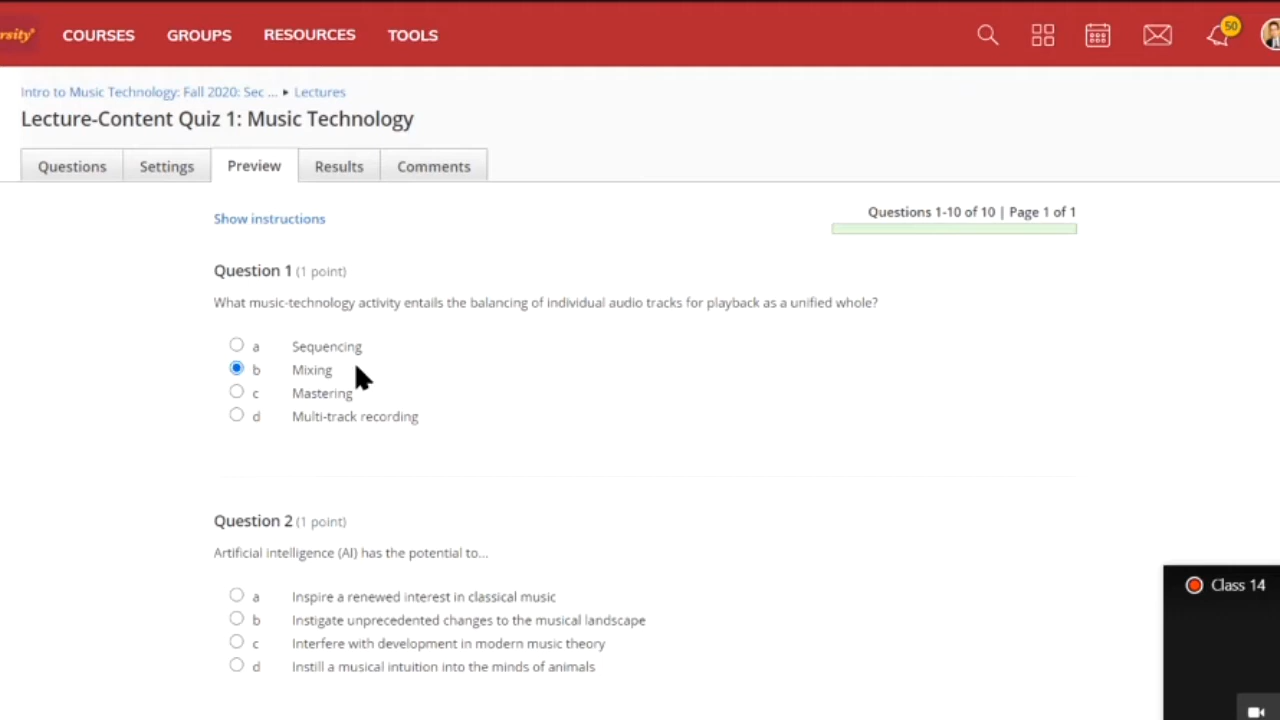 rsity®
COURSES GROUPS RESOURCES TOOLS
50
Intro to Music Technology: Fall 2020: Sec ... ▸ Lectures
Lecture-Content Quiz 1: Music Technology
Questions Settings Preview Results Comments
Show instructions
Questions 1-10 of 10 | Page 1 of 1
Question 1 (1 point)
What music-technology activity entails the balancing of individual audio tracks for playback as a unified whole?
a Sequencing
b Mixing
c Mastering
d Multi-track recording
Question 2 (1 point)
Artificial intelligence (AI) has the potential to...
a Inspire a renewed interest in classical music
b Instigate unprecedented changes to the musical landscape
c Interfere with development in modern music theory
d Instill a musical intuition into the minds of animals
Class 14